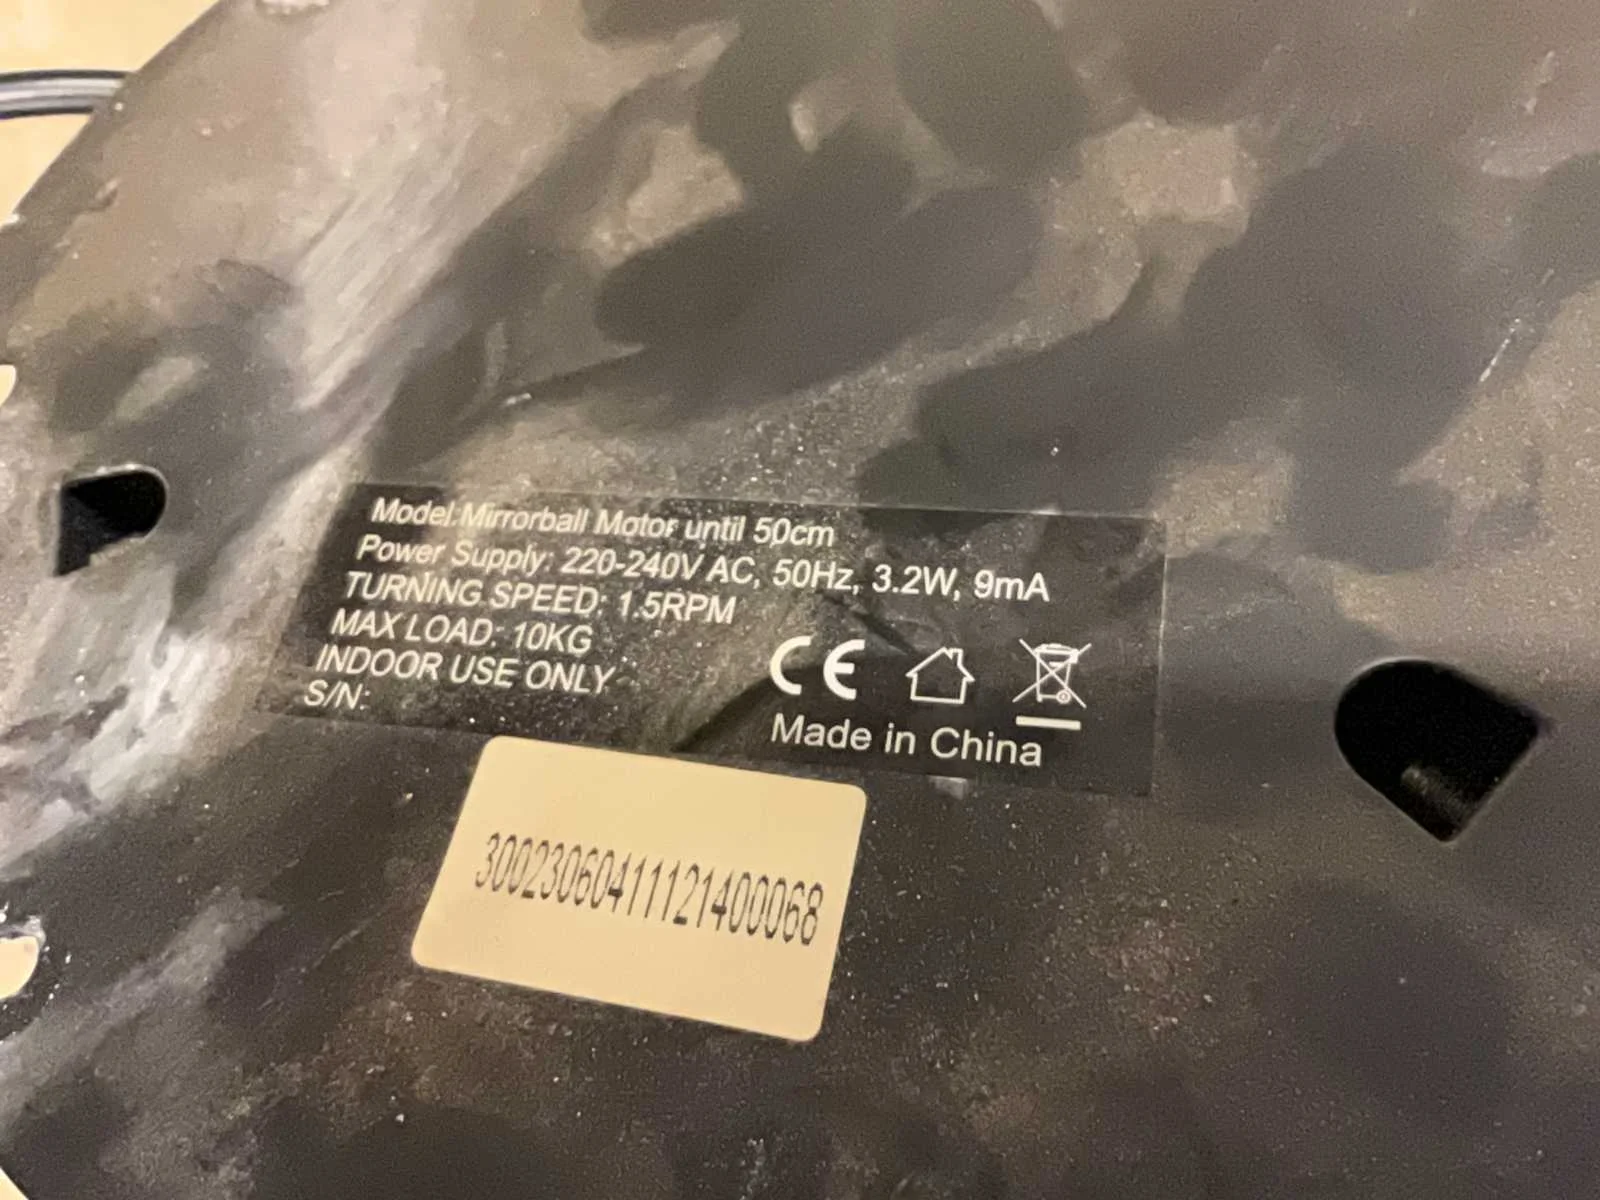 Model:Mirrorball Motor until 50cm
Power Supply: 220-240V AC, 50Hz, 3.2W, 9mA
TURNING SPEED: 1.5RPM
MAX LOAD: 10KG
INDOOR USE ONLY
S/N:
CE
Made in China
30023060411121400068